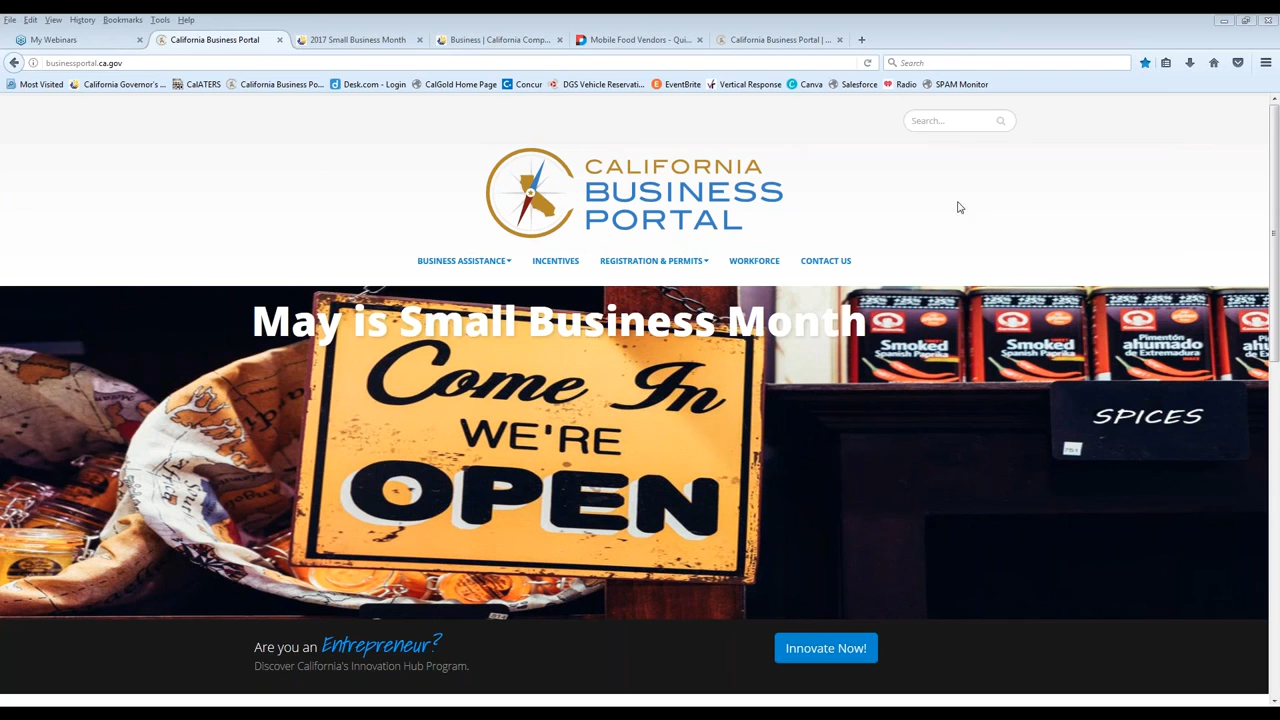 File Edit View History Bookmarks Tools Help
My Webinars
California Business Portal
2017 Small Business Month
Business | California Comp...
Mobile Food Vendors - Qui...
California Business Portal | ...
businessportal.ca.gov
Search
Most Visited
California Governor's ...
CalATERS
California Business Po...
Desk.com - Login
CalGold Home Page
Concur
DGS Vehicle Reservati...
EventBrite
Vertical Response
Canva
Salesforce
Radio
SPAM Monitor
Search...
CALIFORNIA
BUSINESS
PORTAL
BUSINESS ASSISTANCE
INCENTIVES
REGISTRATION & PERMITS
WORKFORCE
CONTACT US
May is Small Business Month
Come In
WE'RE
OPEN
Smoked
Spanish Paprika
Smoked
Spanish Paprika
Pimentón
ahumado
de Extremadura
SPICES
Are you an Entrepreneur?
Discover California's Innovation Hub Program.
Innovate Now!